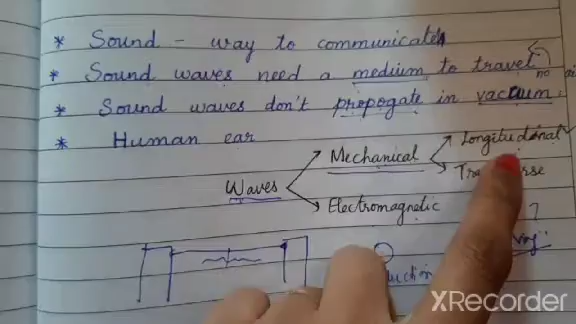 * Sound - way to communicate
* Sound waves need a medium to travel
no
* Sound waves don't propogate in vacuum.
* Human ear
Waves
Mechanical
Longitudinal
Electromagnetic
XRecorder